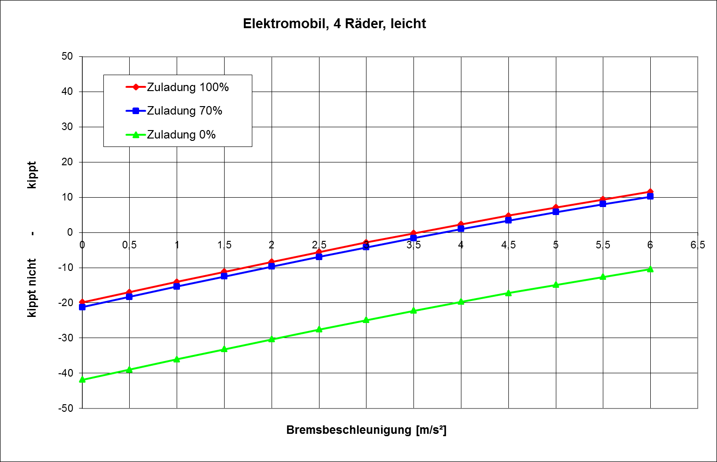 Elektromobil, 4 Räder, leicht
50
40
30
20
10
0
-10
-20
-30
-40
-50
kippt nicht - kippt
Zuladung 100%
Zuladung 70%
Zuladung 0%
0 0.5 1 1.5 2 2.5 3 3.5 4 4.5 5 5.5 6 6.5
Bremsbeschleunigung [m/s²]